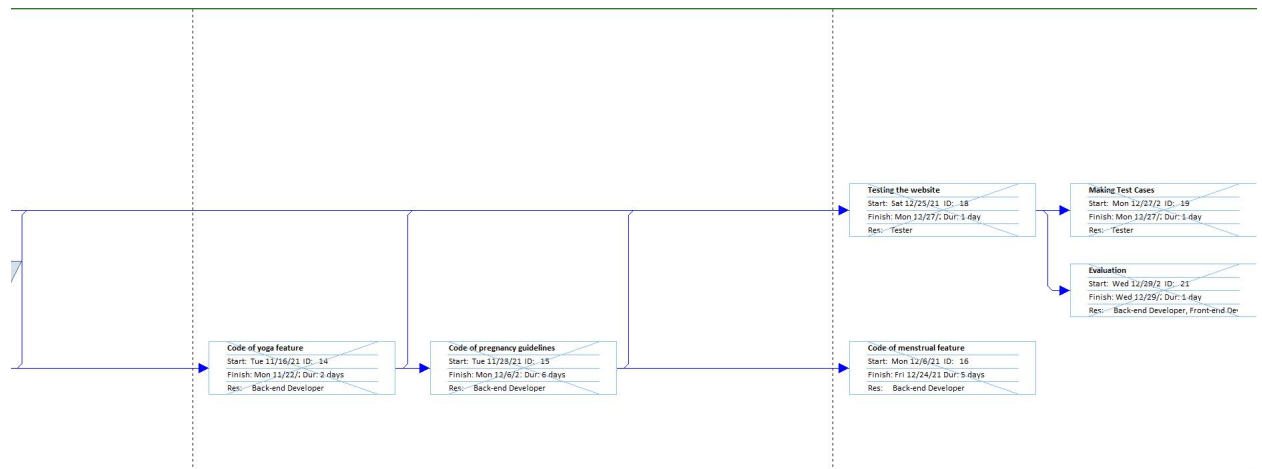 Testing the website
Start: Sat 12/25/21 ID: 18
Finish: Mon 12/27/ Dur: 1 day
Res: Tester
Making Test Cases
Start: Mon 12/27/2 ID: 19
Finish: Mon 12/27/ Dur: 1 day
Res: Tester
Evaluation
Start: Wed 12/29/2 ID: 21
Finish: Wed 12/29/ Dur: 1 day
Res: Back-end Developer, Front-end De
Code of yoga feature
Start: Tue 11/16/21 ID: 14
Finish: Mon 11/22/ Dur: 2 days
Res: Back-end Developer
Code of pregnancy guidelines
Start: Tue 11/23/21 ID: 15
Finish: Mon 12/6/2 Dur: 6 days
Res: Back-end Developer
Code of menstrual feature
Start: Mon 12/6/21 ID: 16
Finish: Fri 12/24/21 Dur: 5 days
Res: Back-end Developer